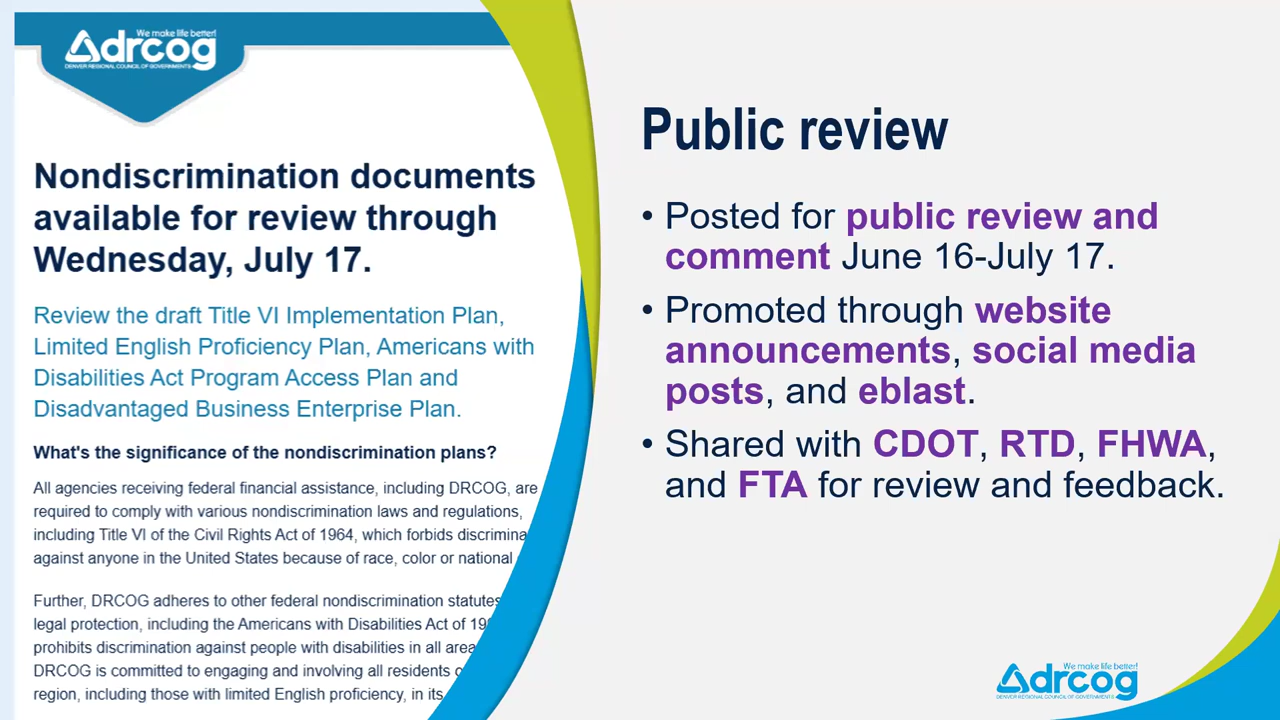 We make life better!
drcog
DENVER REGIONAL COUNCIL OF GOVERNMENTS
Nondiscrimination documents
available for review through
Wednesday, July 17.
Review the draft Title VI Implementation Plan,
Limited English Proficiency Plan, Americans with
Disabilities Act Program Access Plan and
Disadvantaged Business Enterprise Plan.
What's the significance of the nondiscrimination plans?
All agencies receiving federal financial assistance, including DRCOG, are
required to comply with various nondiscrimination laws and regulations,
including Title VI of the Civil Rights Act of 1964, which forbids discrimina
against anyone in the United States because of race, color or national
Further, DRCOG adheres to other federal nondiscrimination statutes
legal protection, including the Americans with Disabilities Act of 19
prohibits discrimination against people with disabilities in all area
DRCOG is committed to engaging and involving all residents o
region, including those with limited English proficiency, in its
Public review
• Posted for public review and
comment June 16-July 17.
• Promoted through website
announcements, social media
posts, and eblast.
• Shared with CDOT, RTD, FHWA,
and FTA for review and feedback.
We make life better!
drcog
DENVER REGIONAL COUNCIL OF GOVERNMENTS